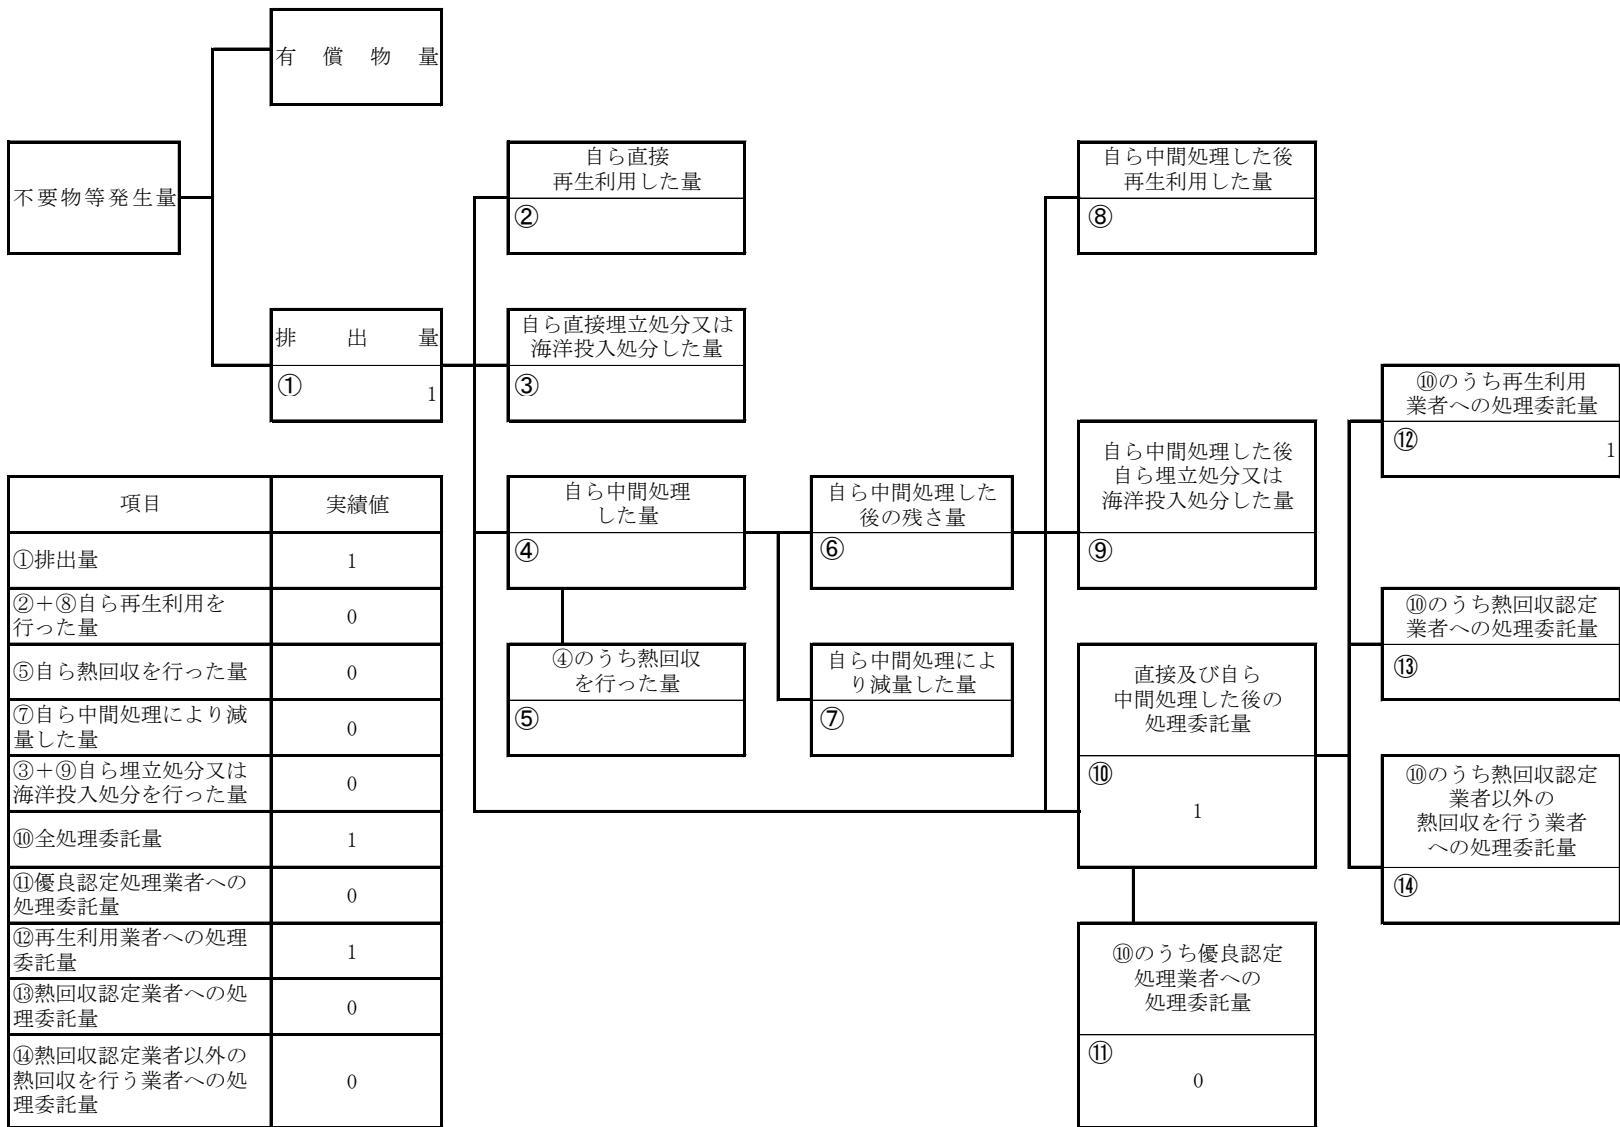 有償物量
不要物等発生量
排出量
①
1
自ら直接
再生利用した量
②
自ら直接埋立処分又は
海洋投入処分した量
③
自ら中間処理
した量
④
④のうち熱回収
を行った量
⑤
自ら中間処理した
後の残さ量
⑥
自ら中間処理によ
り減量した量
⑦
自ら中間処理した後
再生利用した量
⑧
自ら中間処理した後
自ら埋立処分又は
海洋投入処分した量
⑨
直接及び自ら
中間処理した後の
処理委託量
⑩
1
⑩のうち優良認定
処理業者への
処理委託量
⑪
0
⑩のうち再生利用
業者への処理委託量
⑫
1
⑩のうち熱回収認定
業者への処理委託量
⑬
⑩のうち熱回収認定
業者以外の
熱回収を行う業者
への処理委託量
⑭
項目 実績値
①排出量 1
②+⑧自ら再生利用を
行った量 0
⑤自ら熱回収を行った量 0
⑦自ら中間処理により減
量した量 0
③+⑨自ら埋立処分又は
海洋投入処分を行った量 0
⑩全処理委託量 1
⑪優良認定処理業者への
処理委託量 0
⑫再生利用業者への処理
委託量 1
⑬熱回収認定業者への処
理委託量 0
⑭熱回収認定業者以外の
熱回収を行う業者への処
理委託量 0